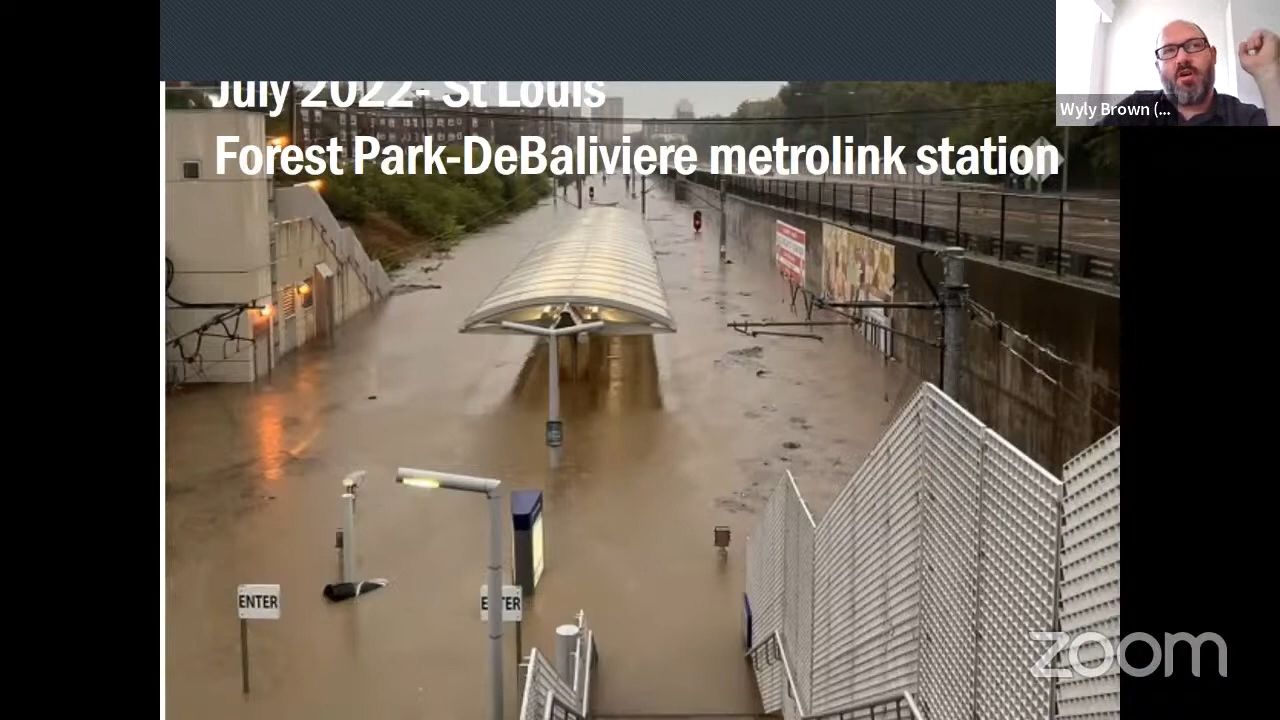 July 2022- St Louis
Wyly Brown (...
Forest Park-DeBaliviere metrolink station
ENTER
ENTER
zoom